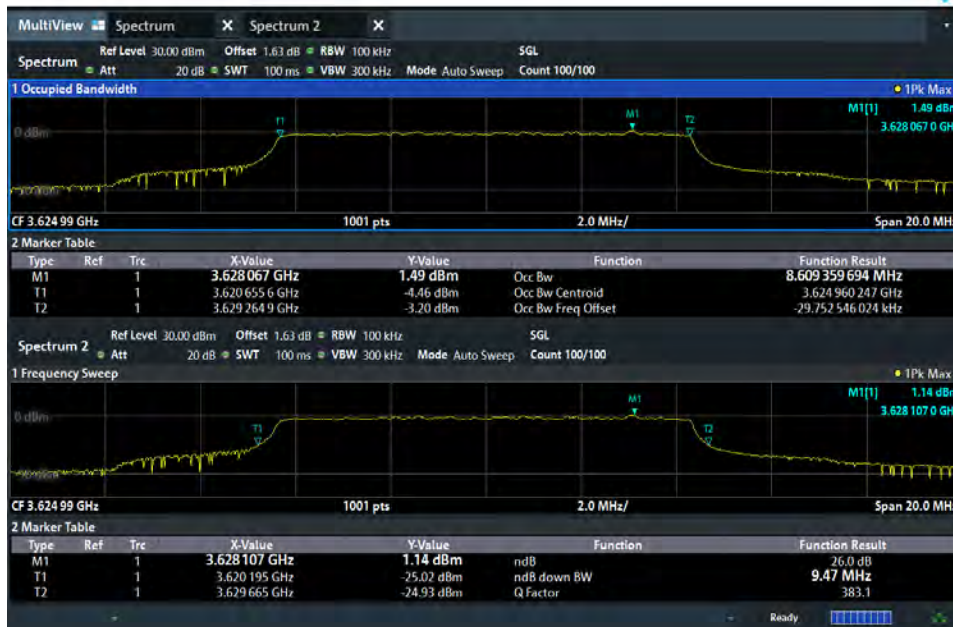 MultiView Spectrum X Spectrum 2 X
Ref Level 30.00 dBm Offset 1.63 dB RBW 100 kHz SGL
Spectrum Att 20 dB SWT 100 ms VBW 300 kHz Mode Auto Sweep Count 100/100
1 Occupied Bandwidth 1Pk Max
M1[1] 1.49 dBm
3.628 067 0 GH
T1 M1 T2
0 dBm
CF 3.624 99 GHz 1001 pts 2.0 MHz/ Span 20.0 MH
2 Marker Table
Type Ref Trc X-Value Y-Value Function Function Result
M1 1 3.628 067 GHz 1.49 dBm Occ Bw 8.609 359 694 MHz
T1 1 3.620 655 6 GHz -4.46 dBm Occ Bw Centroid 3.624 960 247 GHz
T2 1 3.629 264 9 GHz -3.20 dBm Occ Bw Freq Offset -29.752 546 024 kHz
Ref Level 30.00 dBm Offset 1.63 dB RBW 100 kHz SGL
Spectrum 2 Att 20 dB SWT 100 ms VBW 300 kHz Mode Auto Sweep Count 100/100
1 Frequency Sweep 1Pk Max
M1[1] 1.14 dBm
3.628 107 0 GH
M1
0 dBm
T1 T2
CF 3.624 99 GHz 1001 pts 2.0 MHz/ Span 20.0 MH
2 Marker Table
Type Ref Trc X-Value Y-Value Function Function Result
M1 1 3.628 107 GHz 1.14 dBm ndB 26.0 dB
T1 1 3.620 195 GHz -25.02 dBm ndB down BW 9.47 MHz
T2 1 3.629 665 GHz -24.93 dBm Q Factor 383.1
Ready